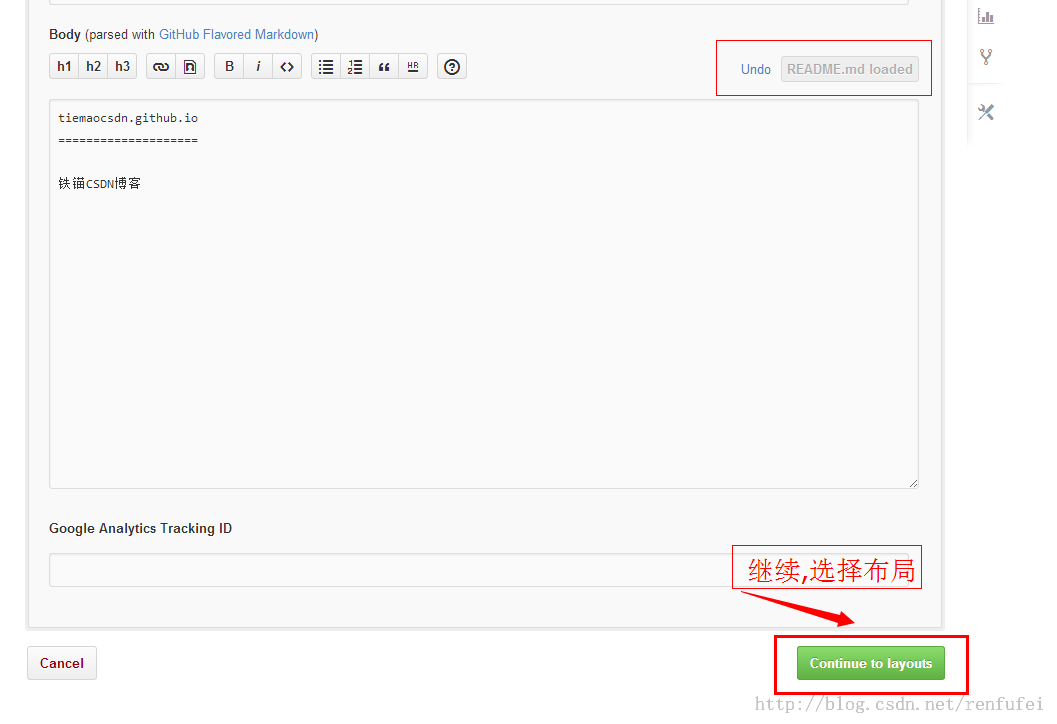 Body (parsed with GitHub Flavored Markdown)
h1 h2 h3 B i <> HR
Undo README.md loaded
tiemaocsdn.github.io
====================
铁锚CSDN博客
Google Analytics Tracking ID
继续,选择布局
Cancel
Continue to layouts
http://blog.csdn.net/renfufei